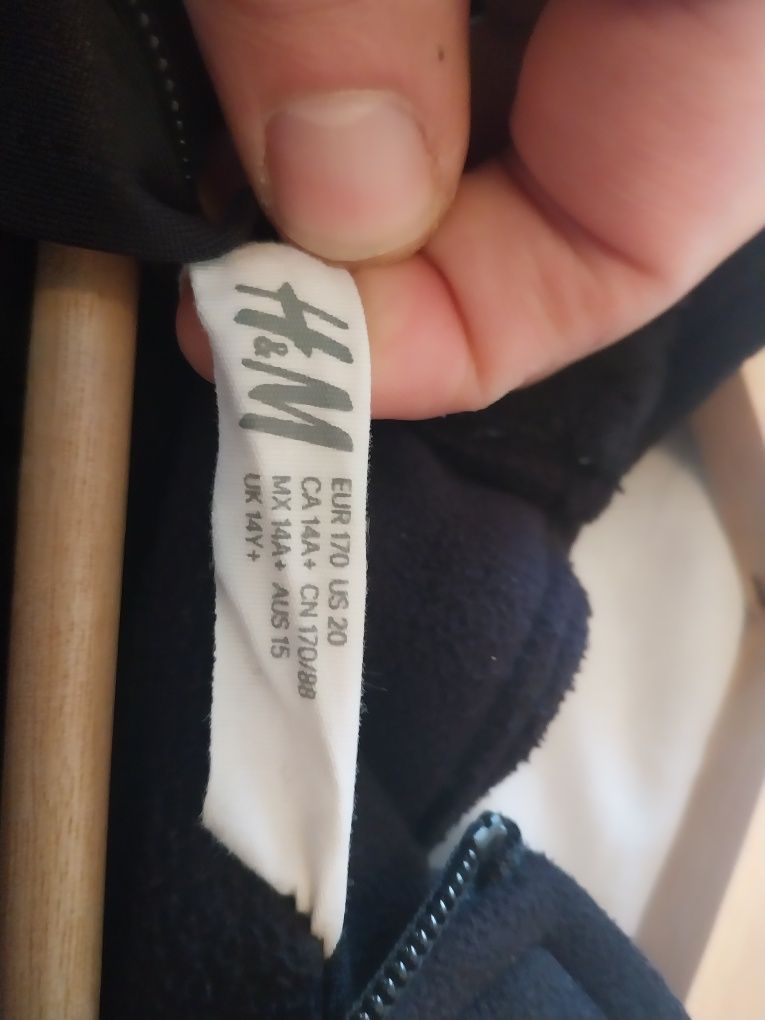 H&M
EUR 170 US 20
CA 14A+ CN 170/88
MX 14A+ AUS 15
UK 14Y+